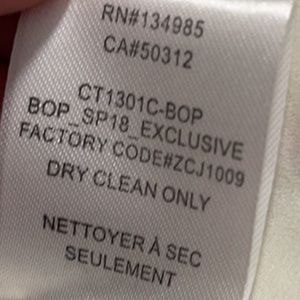 RN#134985
CA#50312
CT1301C-BOP
BOP_SP18_EXCLUSIVE
FACTORY CODE#ZCJ1009
DRY CLEAN ONLY
NETTOYER À SEC
SEULEMENT